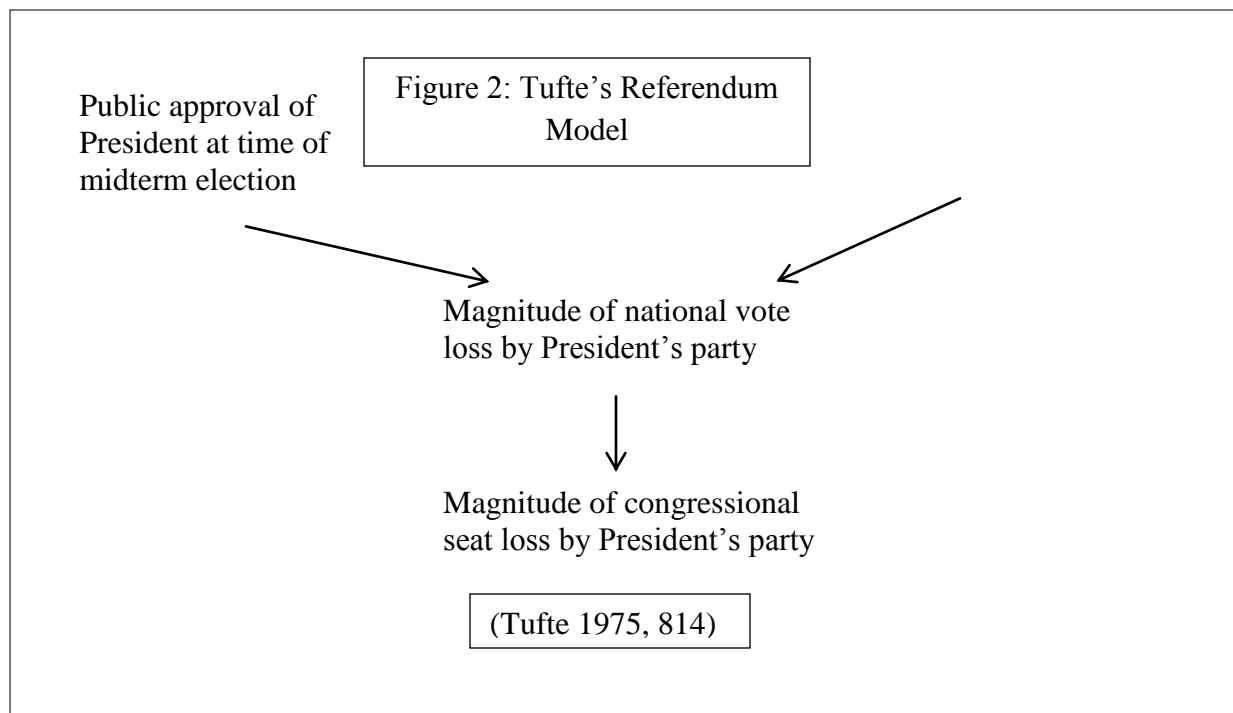 Figure 2: Tufte’s Referendum
Model
Public approval of
President at time of
midterm election
Magnitude of national vote
loss by President’s party
Magnitude of congressional
seat loss by President’s party
(Tufte 1975, 814)